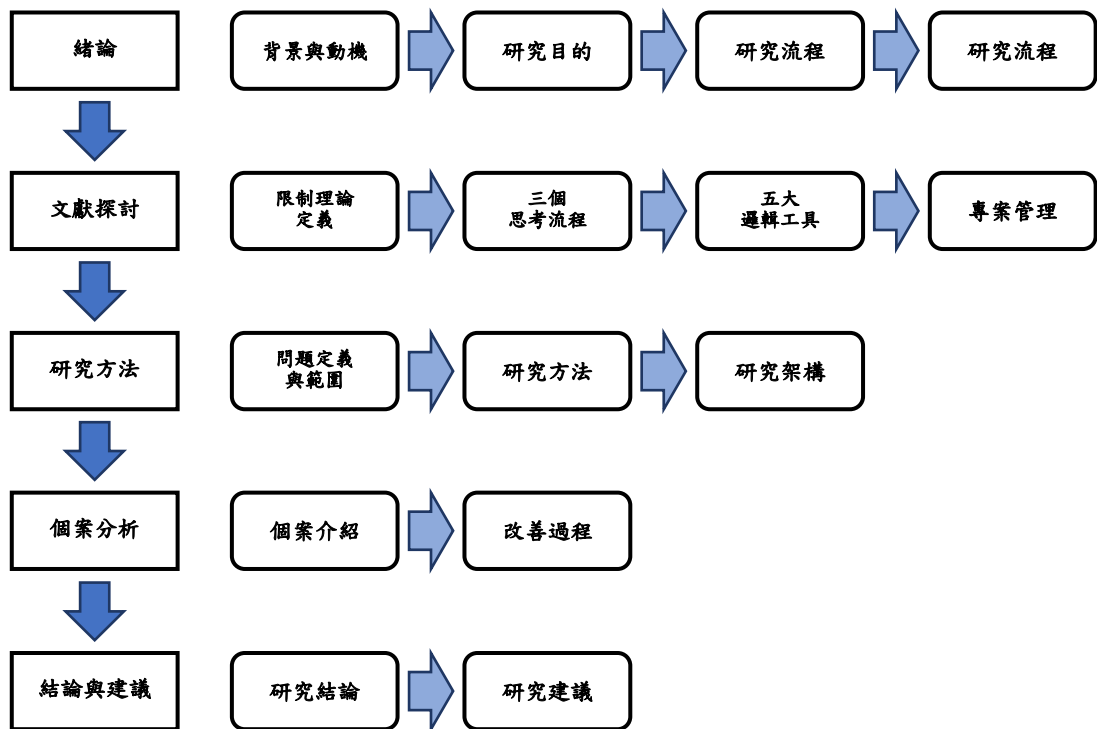 緒論
背景與動機
研究目的
研究流程
研究流程
文獻探討
限制理論
定義
三個
思考流程
五大
邏輯工具
專案管理
研究方法
問題定義
與範圍
研究方法
研究架構
個案分析
個案介紹
改善過程
結論與建議
研究結論
研究建議